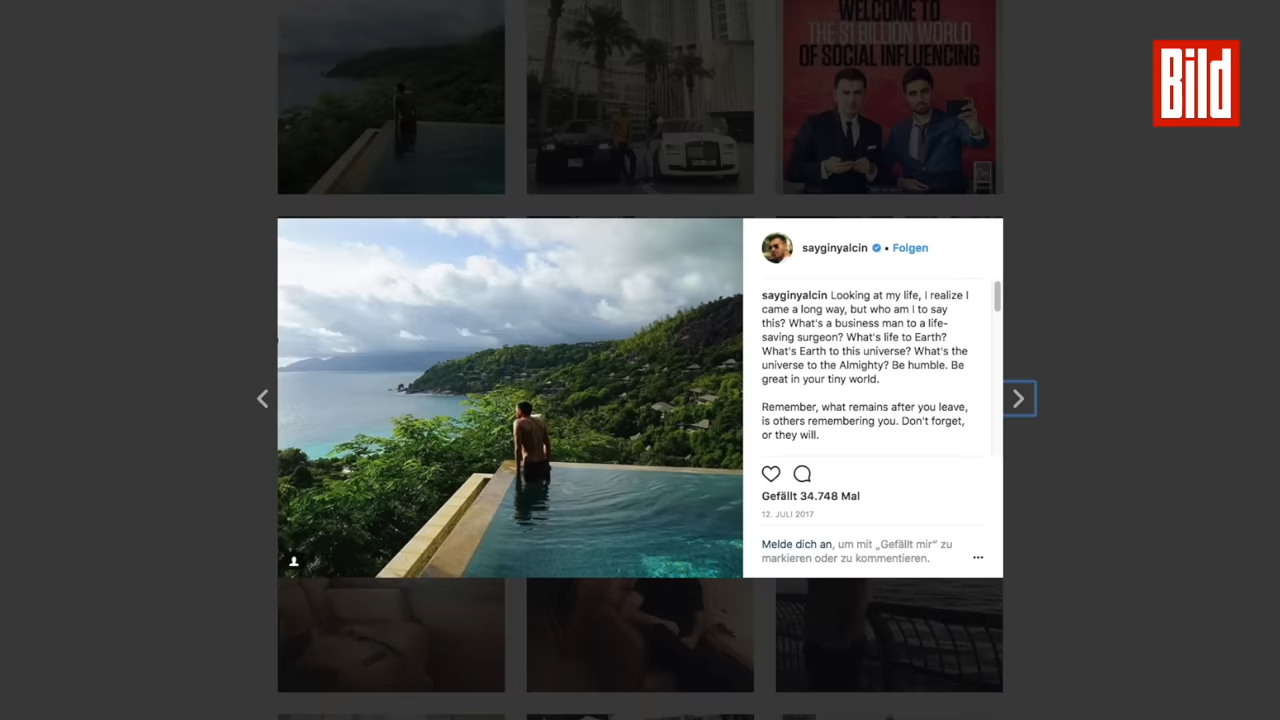 WELCOME TO
THE $1 BILLION WORLD
OF SOCIAL INFLUENCING
Bild
sayginyalcin • Folgen
sayginyalcin Looking at my life, I realize I
came a long way, but who am I to say
this? What's a business man to a life-
saving surgeon? What's life to Earth?
What's Earth to this universe? What's the
universe to the Almighty? Be humble. Be
great in your tiny world.
Remember, what remains after you leave,
is others remembering you. Don't forget,
or they will.
Gefällt 34.748 Mal
12. JULI 2017
Melde dich an, um mit „Gefällt mir“ zu
markieren oder zu kommentieren.